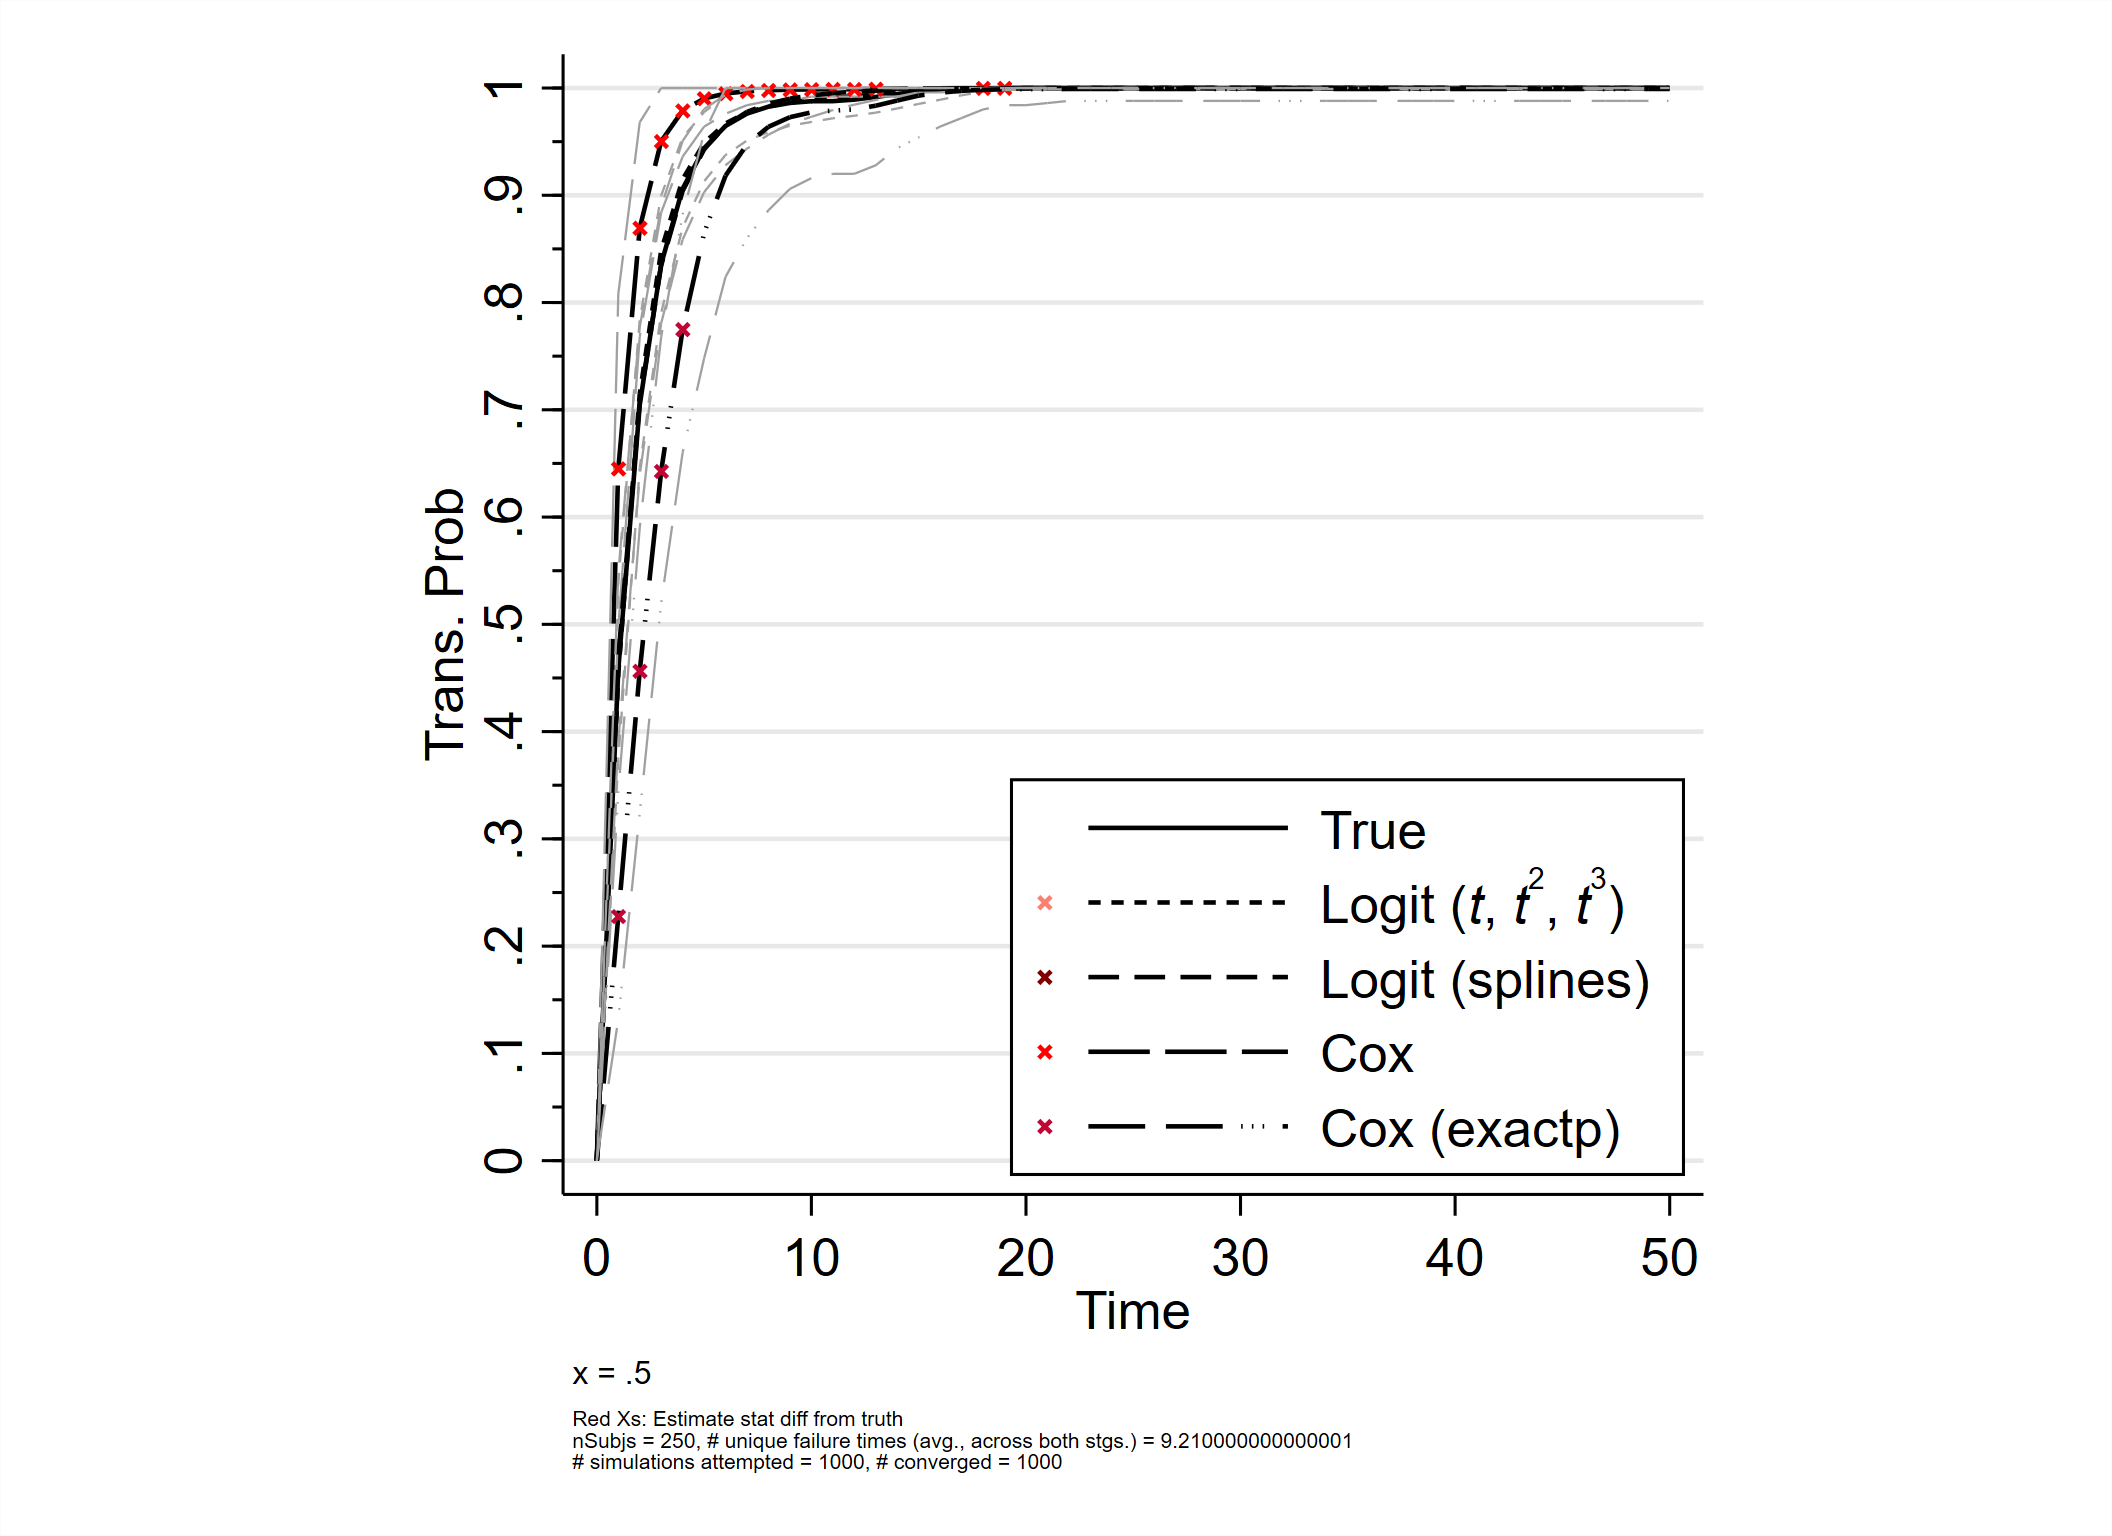 1
.9
.8
.7
.6
.5
.4
.3
.2
.1
0
Trans. Prob
True
Logit (t, t², t³)
Logit (splines)
Cox
Cox (exactp)
0 10 20 30 40 50
Time
x = .5
Red Xs: Estimate stat diff from truth
nSubjs = 250, # unique failure times (avg., across both stgs.) = 9.210000000000001
# simulations attempted = 1000, # converged = 1000